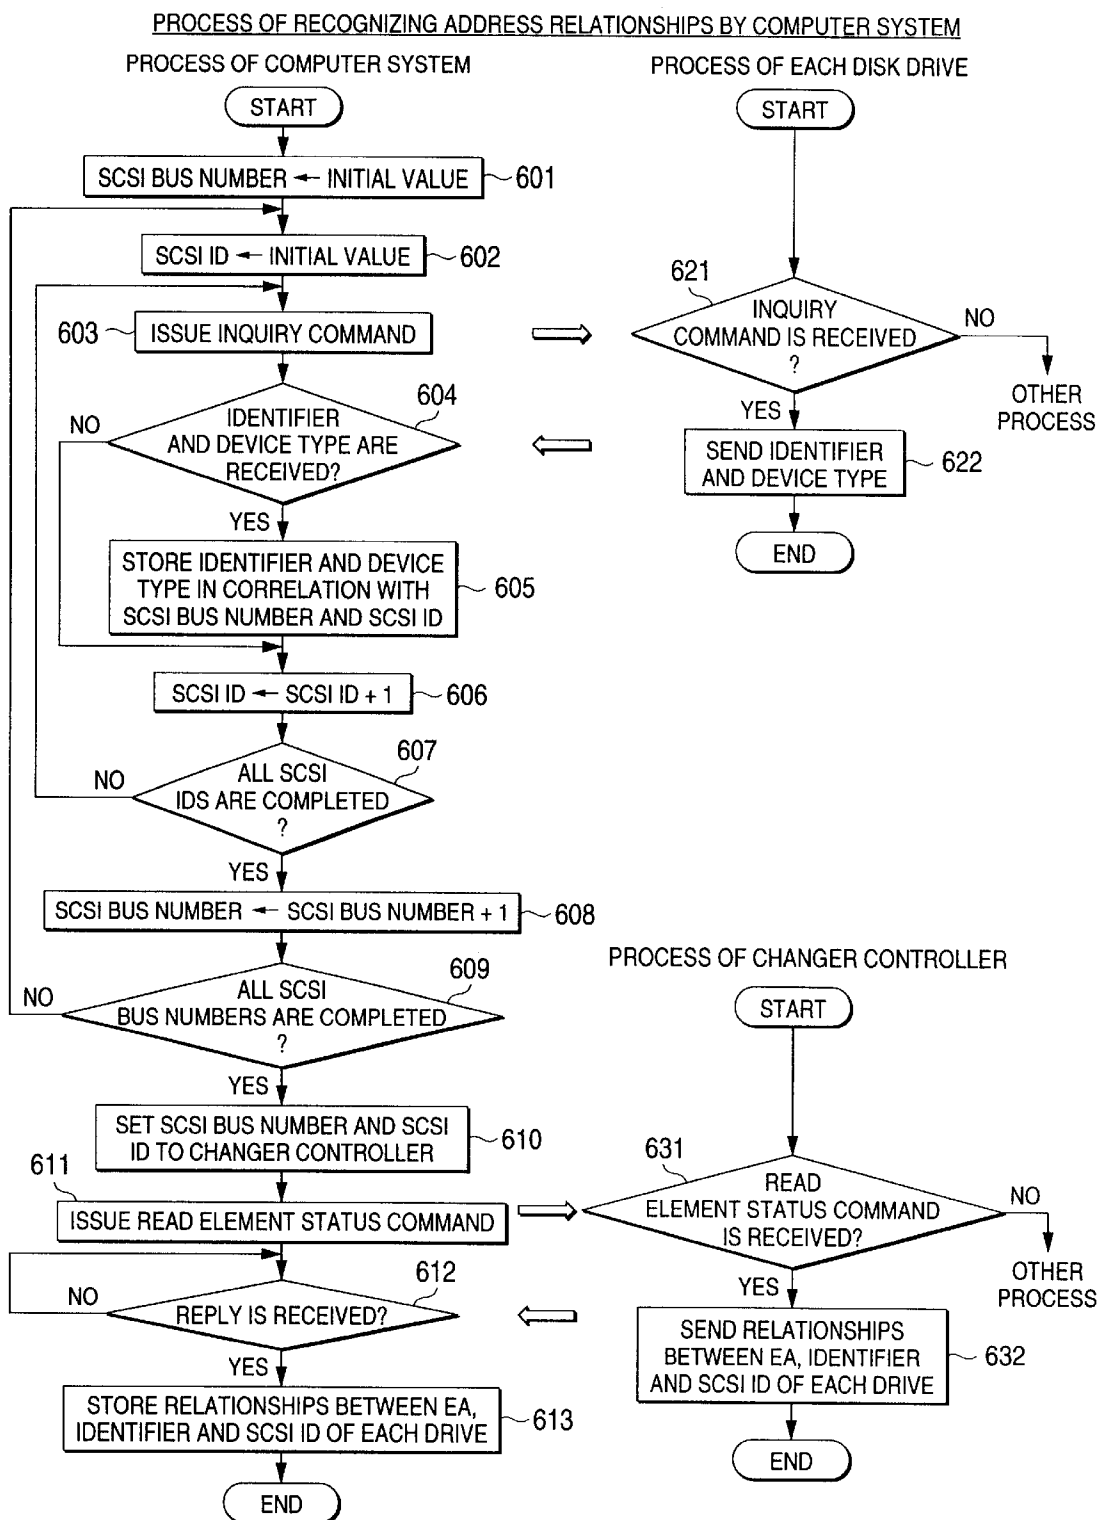 PROCESS OF RECOGNIZING ADDRESS RELATIONSHIPS BY COMPUTER SYSTEM
PROCESS OF COMPUTER SYSTEM
START
SCSI BUS NUMBER ← INITIAL VALUE
601
SCSI ID ← INITIAL VALUE
602
603
ISSUE INQUIRY COMMAND
604
NO
IDENTIFIER
AND DEVICE TYPE ARE
RECEIVED?
YES
STORE IDENTIFIER AND DEVICE
TYPE IN CORRELATION WITH
SCSI BUS NUMBER AND SCSI ID
605
SCSI ID ← SCSI ID + 1
606
607
NO
ALL SCSI
IDS ARE COMPLETED
?
YES
SCSI BUS NUMBER ← SCSI BUS NUMBER + 1
608
609
NO
ALL SCSI
BUS NUMBERS ARE COMPLETED
?
YES
SET SCSI BUS NUMBER AND SCSI
ID TO CHANGER CONTROLLER
610
611
ISSUE READ ELEMENT STATUS COMMAND
612
NO
REPLY IS RECEIVED?
YES
STORE RELATIONSHIPS BETWEEN EA,
IDENTIFIER AND SCSI ID OF EACH DRIVE
613
END
PROCESS OF EACH DISK DRIVE
START
621
INQUIRY
COMMAND IS RECEIVED
?
NO
OTHER
PROCESS
YES
SEND IDENTIFIER
AND DEVICE TYPE
622
END
PROCESS OF CHANGER CONTROLLER
START
631
READ
ELEMENT STATUS COMMAND
IS RECEIVED?
NO
OTHER
PROCESS
YES
SEND RELATIONSHIPS
BETWEEN EA, IDENTIFIER
AND SCSI ID OF EACH DRIVE
632
END